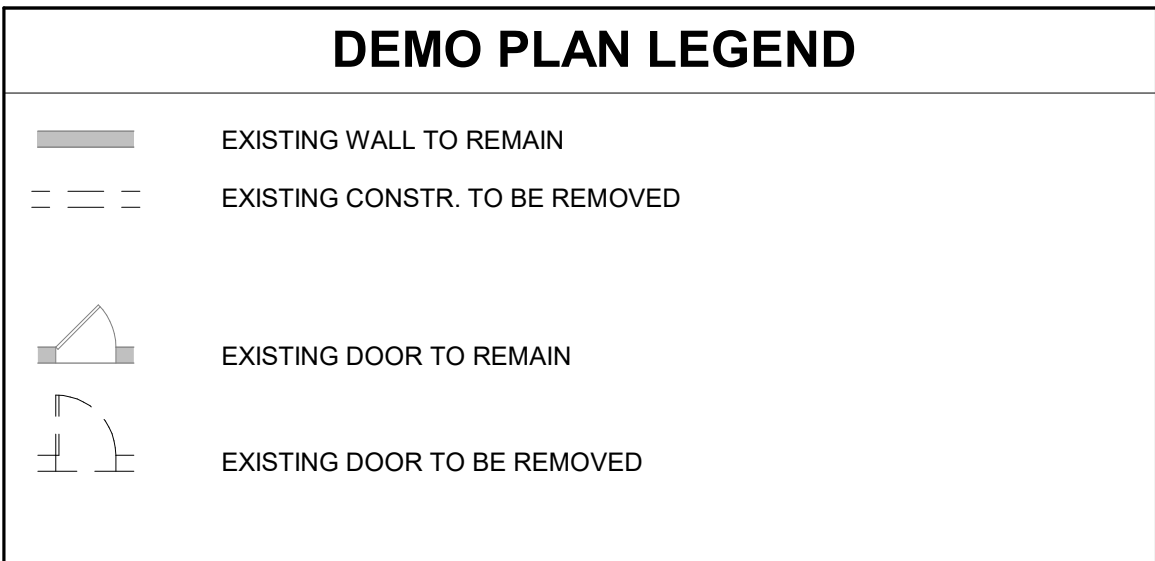 DEMO PLAN LEGEND
EXISTING WALL TO REMAIN
EXISTING CONSTR. TO BE REMOVED
EXISTING DOOR TO REMAIN
EXISTING DOOR TO BE REMOVED